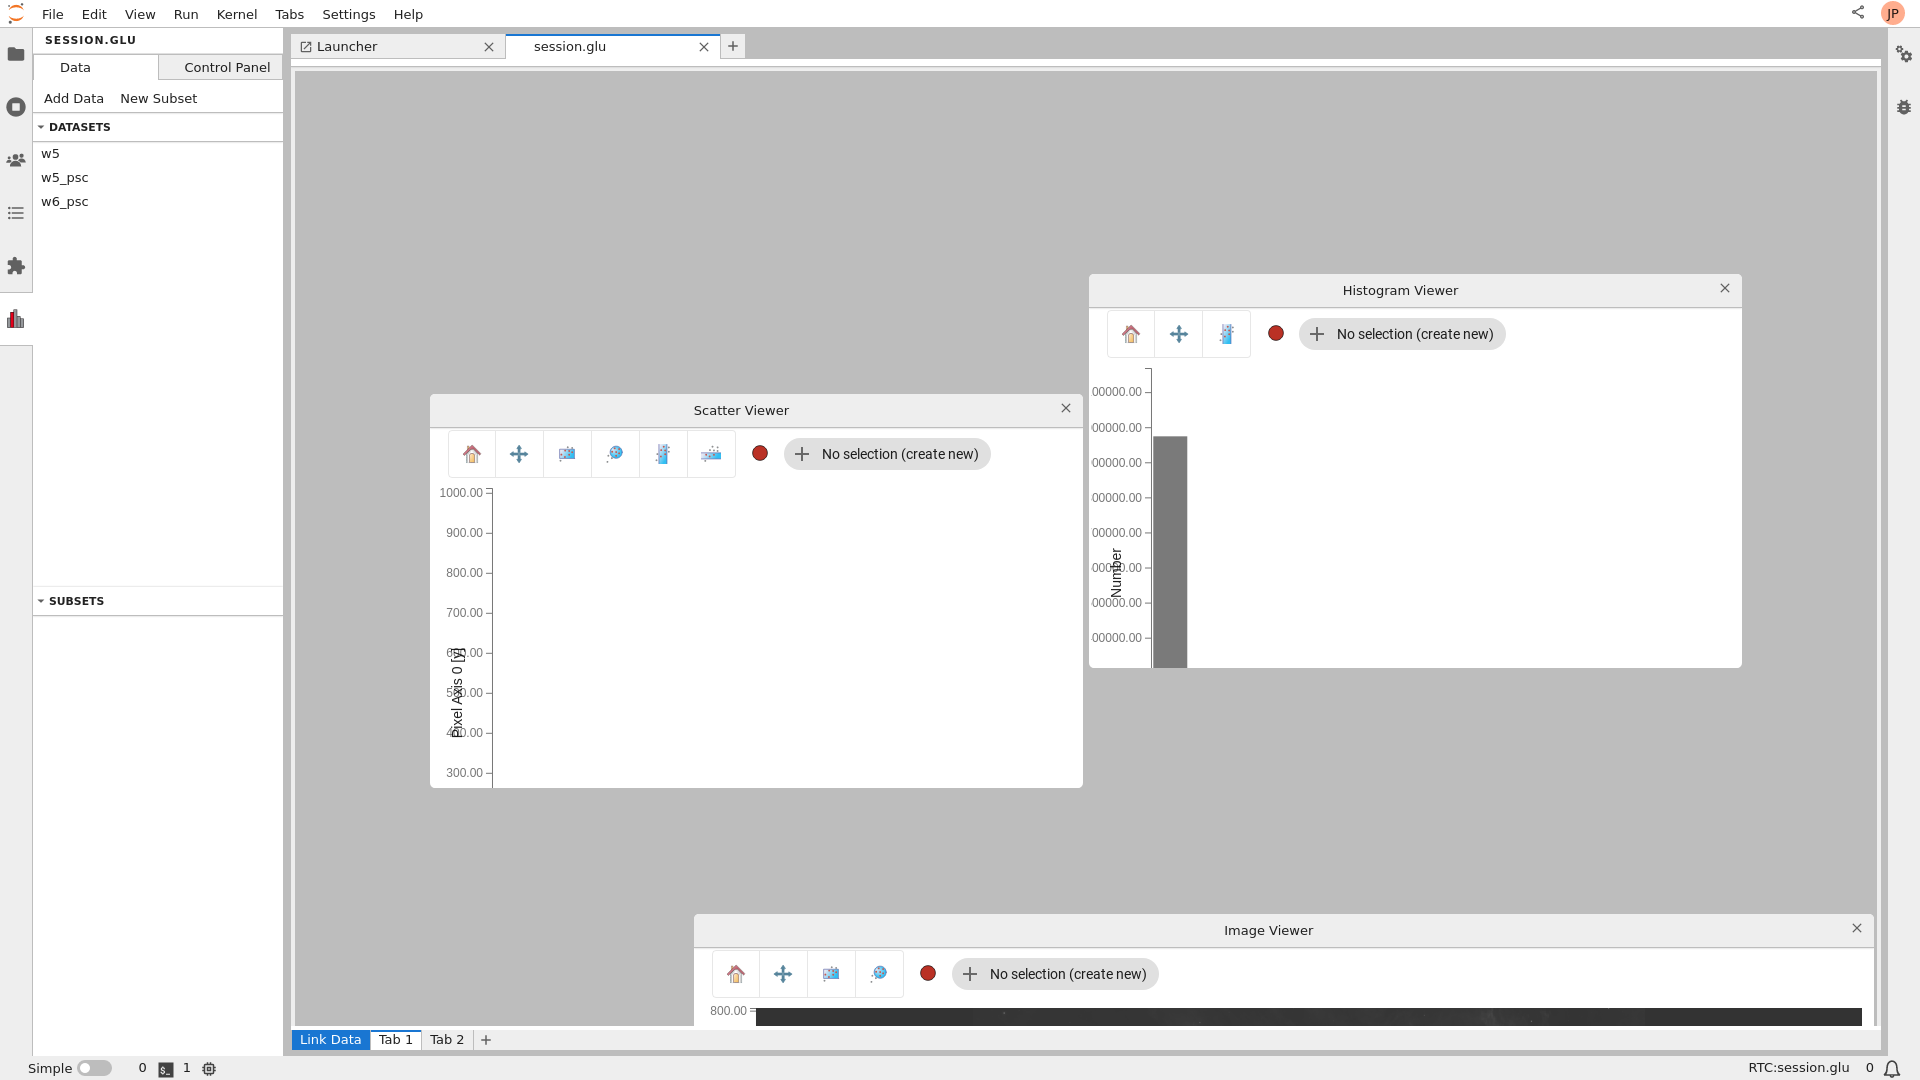 File Edit View Run Kernel Tabs Settings Help
JP
SESSION.GLU
Launcher
session.glu
Data
Control Panel
Add Data
New Subset
DATASETS
w5
w5_psc
w6_psc
SUBSETS
Histogram Viewer
No selection (create new)
00000.00
00000.00
00000.00
00000.00
00000.00
00000.00
00000.00
00000.00
Number
Scatter Viewer
No selection (create new)
1000.00
900.00
800.00
700.00
600.00
500.00
400.00
300.00
Pixel Axis 0 [y]
Image Viewer
No selection (create new)
800.00
Link Data
Tab 1
Tab 2
Simple
0
$_
1
RTC:session.glu
0